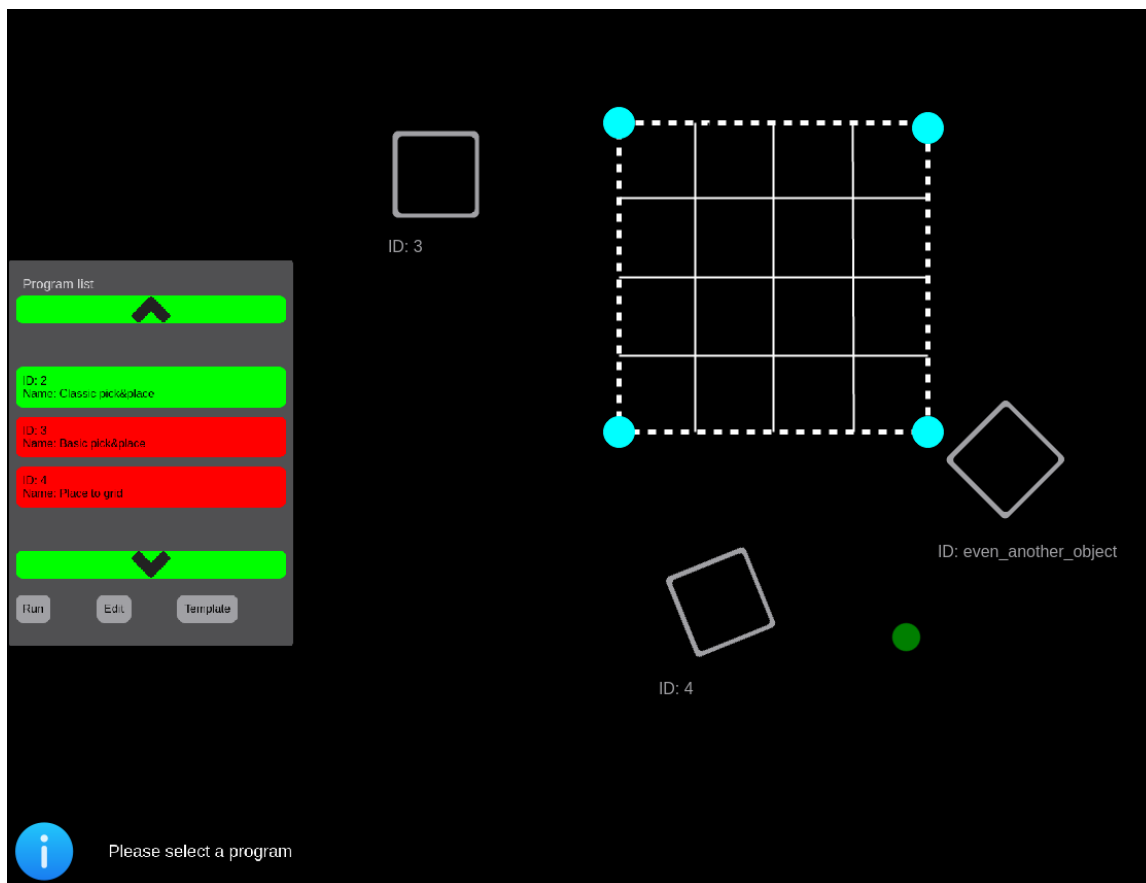 ID: 3
Program list
ID: 2
Name: Classic pick&place
ID: 3
Name: Basic pick&place
ID: 4
Name: Place to grid
Run
Edit
Template
ID: even_another_object
ID: 4
Please select a program